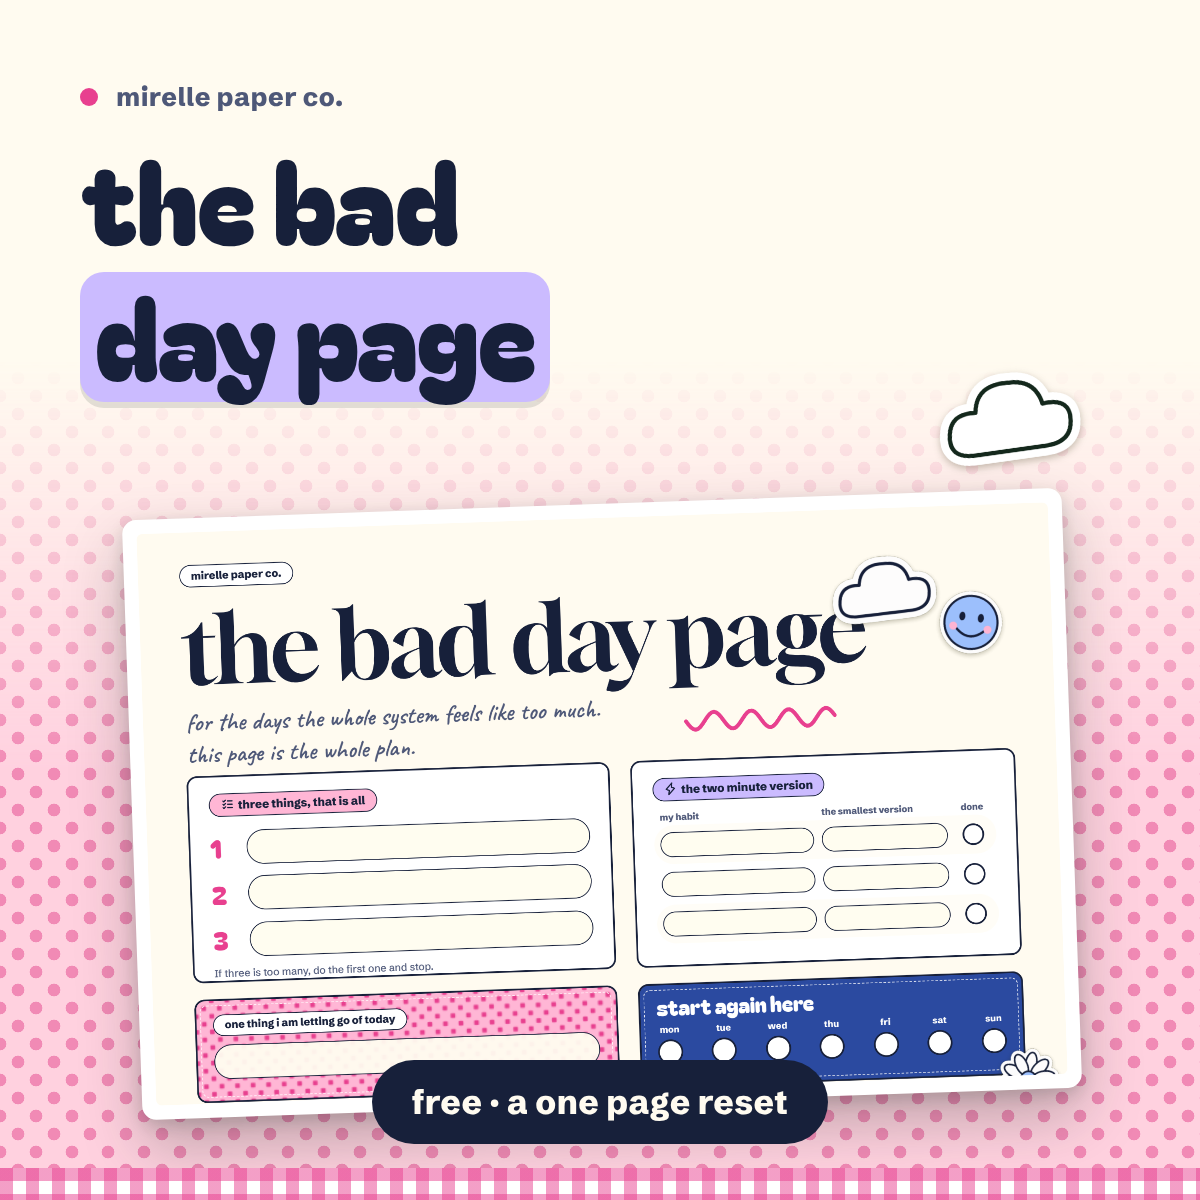 mirelle paper co.
the bad
day page
mirelle paper co.
the bad day page
for the days the whole system feels like too much.
this page is the whole plan.
three things, that is all
1
2
3
If three is too many, do the first one and stop.
the two minute version
my habit the smallest version done
one thing i am letting go of today
start again here
mon tue wed thu fri sat sun
free · a one page reset